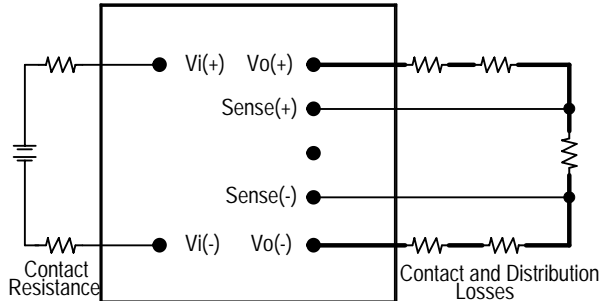 Vi(+) Vo(+)
Sense(+)
Sense(-)
Vi(-) Vo(-)
Contact
Resistance
Contact and Distribution
Losses